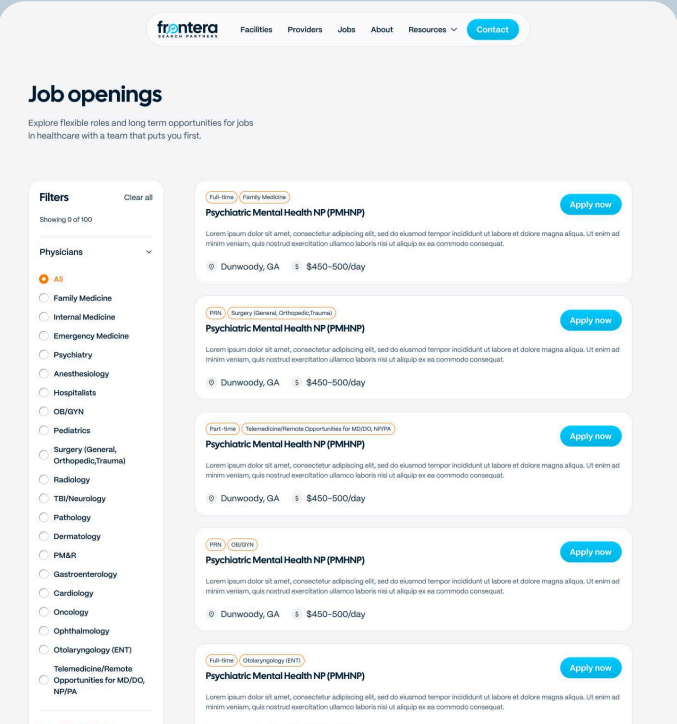 frontera
SEARCH PARTNERS
Facilities
Providers
Jobs
About
Resources
Contact
Job openings
Explore flexible roles and long term opportunities for jobs
in healthcare with a team that puts you first.
Filters
Clear all
Showing 0 of 100
Physicians
All
Family Medicine
Internal Medicine
Emergency Medicine
Psychiatry
Anesthesiology
Hospitalists
OB/GYN
Pediatrics
Surgery (General,
Orthopedic,Trauma)
Radiology
TBI/Neurology
Pathology
Dermatology
PM&R
Gastroenterology
Cardiology
Oncology
Ophthalmology
Otolaryngology (ENT)
Telemedicine/Remote
Opportunities for MD/DO,
NP/PA
Full-time Family Medicine
Psychiatric Mental Health NP (PMHNP)
Apply now
Lorem ipsum dolor sit amet, consectetur adipiscing elit, sed do eiusmod tempor incididunt ut labore et dolore magna aliqua. Ut enim ad
minim veniam, quis nostrud exercitation ullamco laboris nisi ut aliquip ex ea commodo consequat.
Dunwoody, GA $ $450–500/day
PRN Surgery (General, Orthopedic,Trauma)
Psychiatric Mental Health NP (PMHNP)
Apply now
Lorem ipsum dolor sit amet, consectetur adipiscing elit, sed do eiusmod tempor incididunt ut labore et dolore magna aliqua. Ut enim ad
minim veniam, quis nostrud exercitation ullamco laboris nisi ut aliquip ex ea commodo consequat.
Dunwoody, GA $ $450–500/day
Part-time Telemedicine/Remote Opportunities for MD/DO, NP/PA
Psychiatric Mental Health NP (PMHNP)
Apply now
Lorem ipsum dolor sit amet, consectetur adipiscing elit, sed do eiusmod tempor incididunt ut labore et dolore magna aliqua. Ut enim ad
minim veniam, quis nostrud exercitation ullamco laboris nisi ut aliquip ex ea commodo consequat.
Dunwoody, GA $ $450–500/day
PRN OB/GYN
Psychiatric Mental Health NP (PMHNP)
Apply now
Lorem ipsum dolor sit amet, consectetur adipiscing elit, sed do eiusmod tempor incididunt ut labore et dolore magna aliqua. Ut enim ad
minim veniam, quis nostrud exercitation ullamco laboris nisi ut aliquip ex ea commodo consequat.
Dunwoody, GA $ $450–500/day
Full-time Otolaryngology (ENT)
Psychiatric Mental Health NP (PMHNP)
Apply now
Lorem ipsum dolor sit amet, consectetur adipiscing elit, sed do eiusmod tempor incididunt ut labore et dolore magna aliqua. Ut enim ad
minim veniam, quis nostrud exercitation ullamco laboris nisi ut aliquip ex ea commodo consequat.